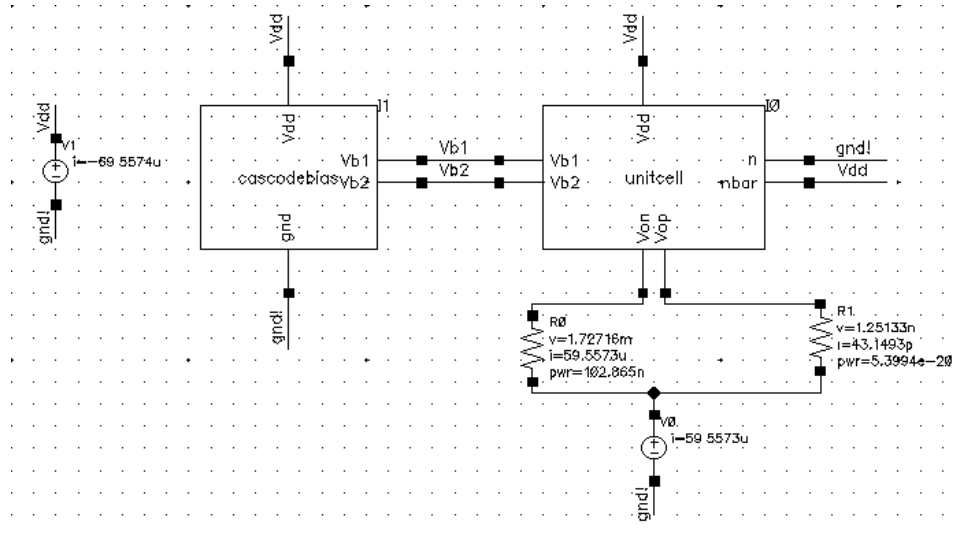 Vdd
Vdd
Vdd
V1
i=-69.5574u
gnd!
I1
Vdd
Vb1
cascodebias
Vb2
gnd
gnd!
Vb1
Vb2
I0
Vdd
Vb1
Vb2
unitcell
n
nbar
Von
Vop
gnd!
Vdd
R0
v=1.72716m
i=59.5573u
pwr=102.865n
R1
v=1.25133n
i=43.1493p
pwr=5.3994e-20
V0
i=59.5573u
gnd!